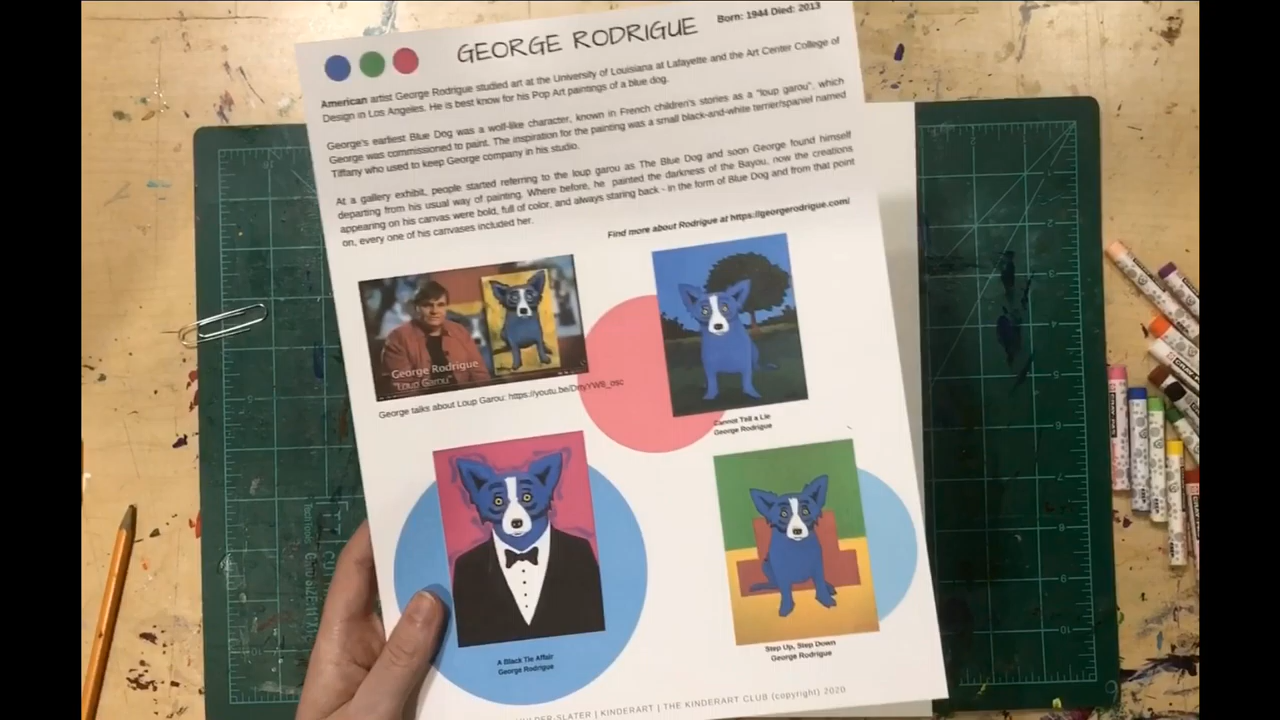 GEORGE RODRIGUE
Born: 1944 Died: 2013
American artist George Rodrigue studied art at the University of Louisiana at Lafayette and the Art Center College of
Design in Los Angeles. He is best know for his Pop Art paintings of a blue dog.
George's earliest Blue Dog was a wolf-like character, known in French children's stories as a "loup garou", which
George was commissioned to paint. The inspiration for the painting was a small black-and-white terrier/spaniel named
Tiffany who used to keep George company in his studio.
At a gallery exhibit, people started referring to the loup garou as The Blue Dog and soon George found himself
departing from his usual way of painting. Where before, he painted the darkness of the Bayou, now the creations
appearing on his canvas were bold, full of color, and always staring back - in the form of Blue Dog and from that point
on, every one of his canvases included her.
Find more about Rodrigue at https://georgerodrigue.com/
George Rodrigue
"Loup Garou"
George talks about Loup Garou:
Cannot Tell a Lie
George Rodrigue
A Black Tie Affair
George Rodrigue
Step Up, Step Down
George Rodrigue
| KINDERART | THE KINDERART CLUB (copyright) 2020